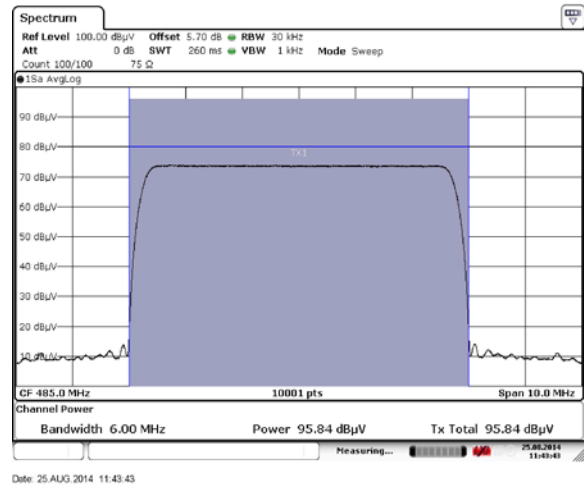 Spectrum
Ref Level 100.00 dBµV Offset 5.70 dB RBW 30 kHz
Att 0 dB SWT 260 ms VBW 1 kHz Mode Sweep
Count 100/100 75 Ω
1Sa AvgLog
90 dBµV
80 dBµV
TX1
70 dBµV
60 dBµV
50 dBµV
40 dBµV
30 dBµV
20 dBµV
10 dBµV
CF 485.0 MHz 10001 pts Span 10.0 MHz
Channel Power
Bandwidth 6.00 MHz Power 95.84 dBµV Tx Total 95.84 dBµV
Measuring... 25.08.2014
11:43:43
Date: 25.AUG.2014 11:43:43